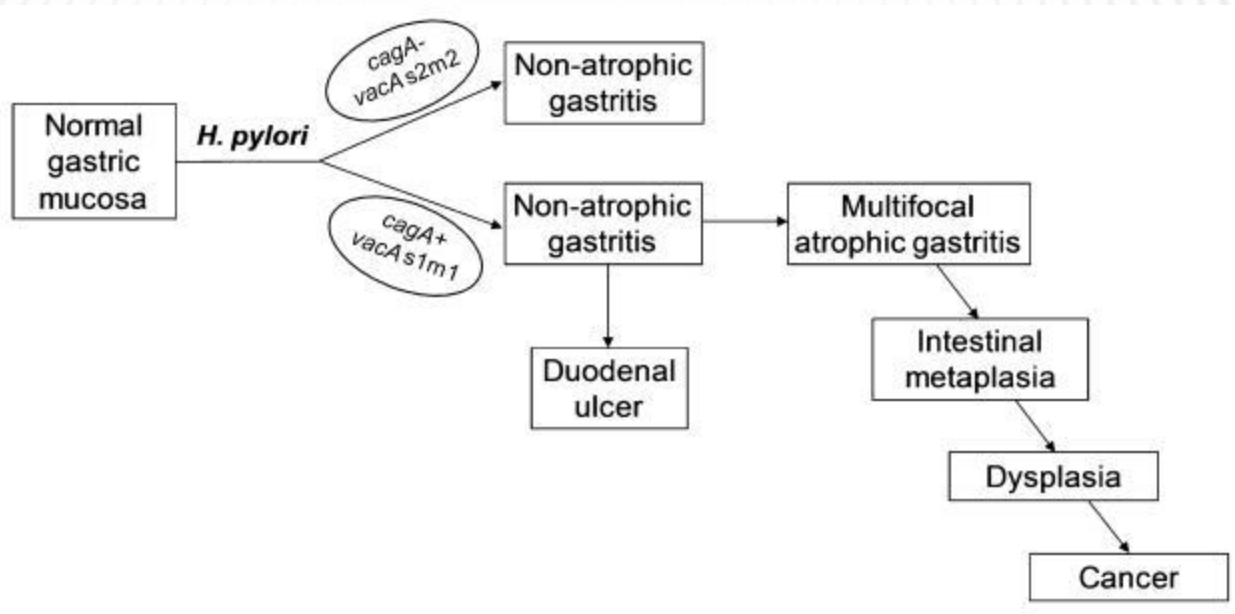 Normal
gastric
mucosa
H. pylori
cagA-
vacA s2m2
Non-atrophic
gastritis
cagA+
vacA s1m1
Non-atrophic
gastritis
Multifocal
atrophic gastritis
Duodenal
ulcer
Intestinal
metaplasia
Dysplasia
Cancer